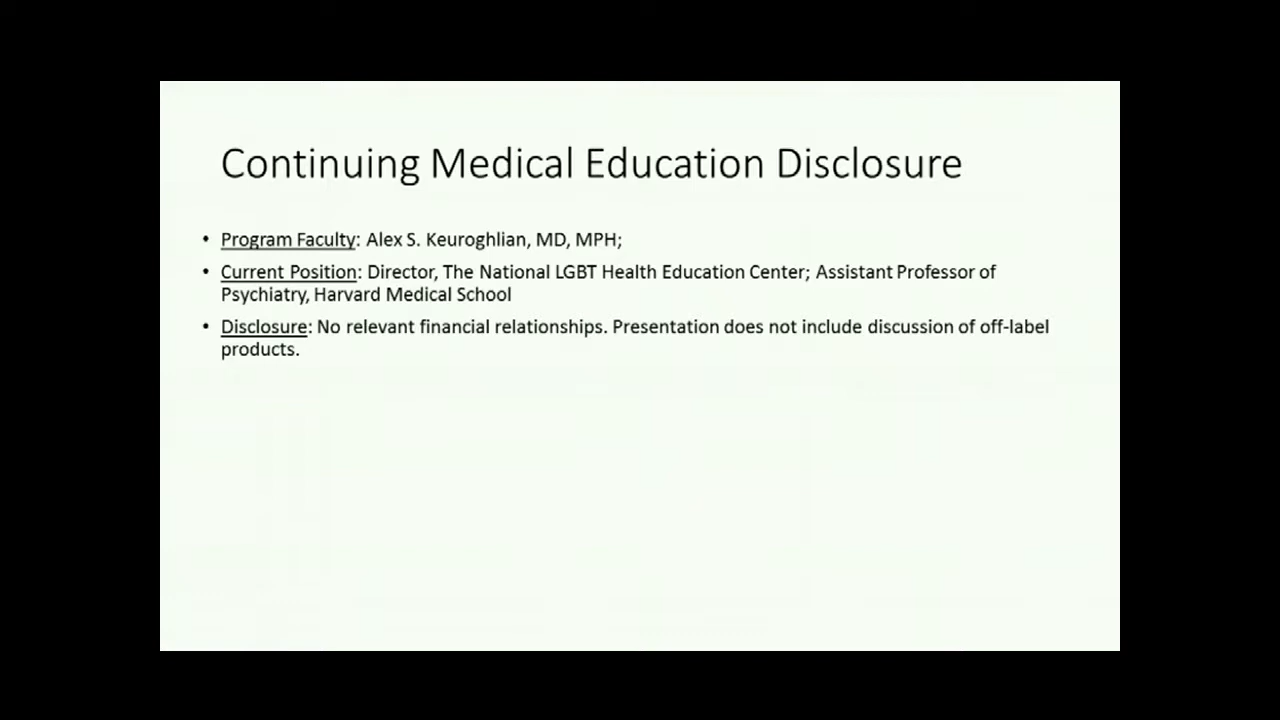 Continuing Medical Education Disclosure
• Program Faculty: Alex S. Keuroghlian, MD, MPH;
• Current Position: Director, The National LGBT Health Education Center; Assistant Professor of
Psychiatry, Harvard Medical School
• Disclosure: No relevant financial relationships. Presentation does not include discussion of off-label
products.